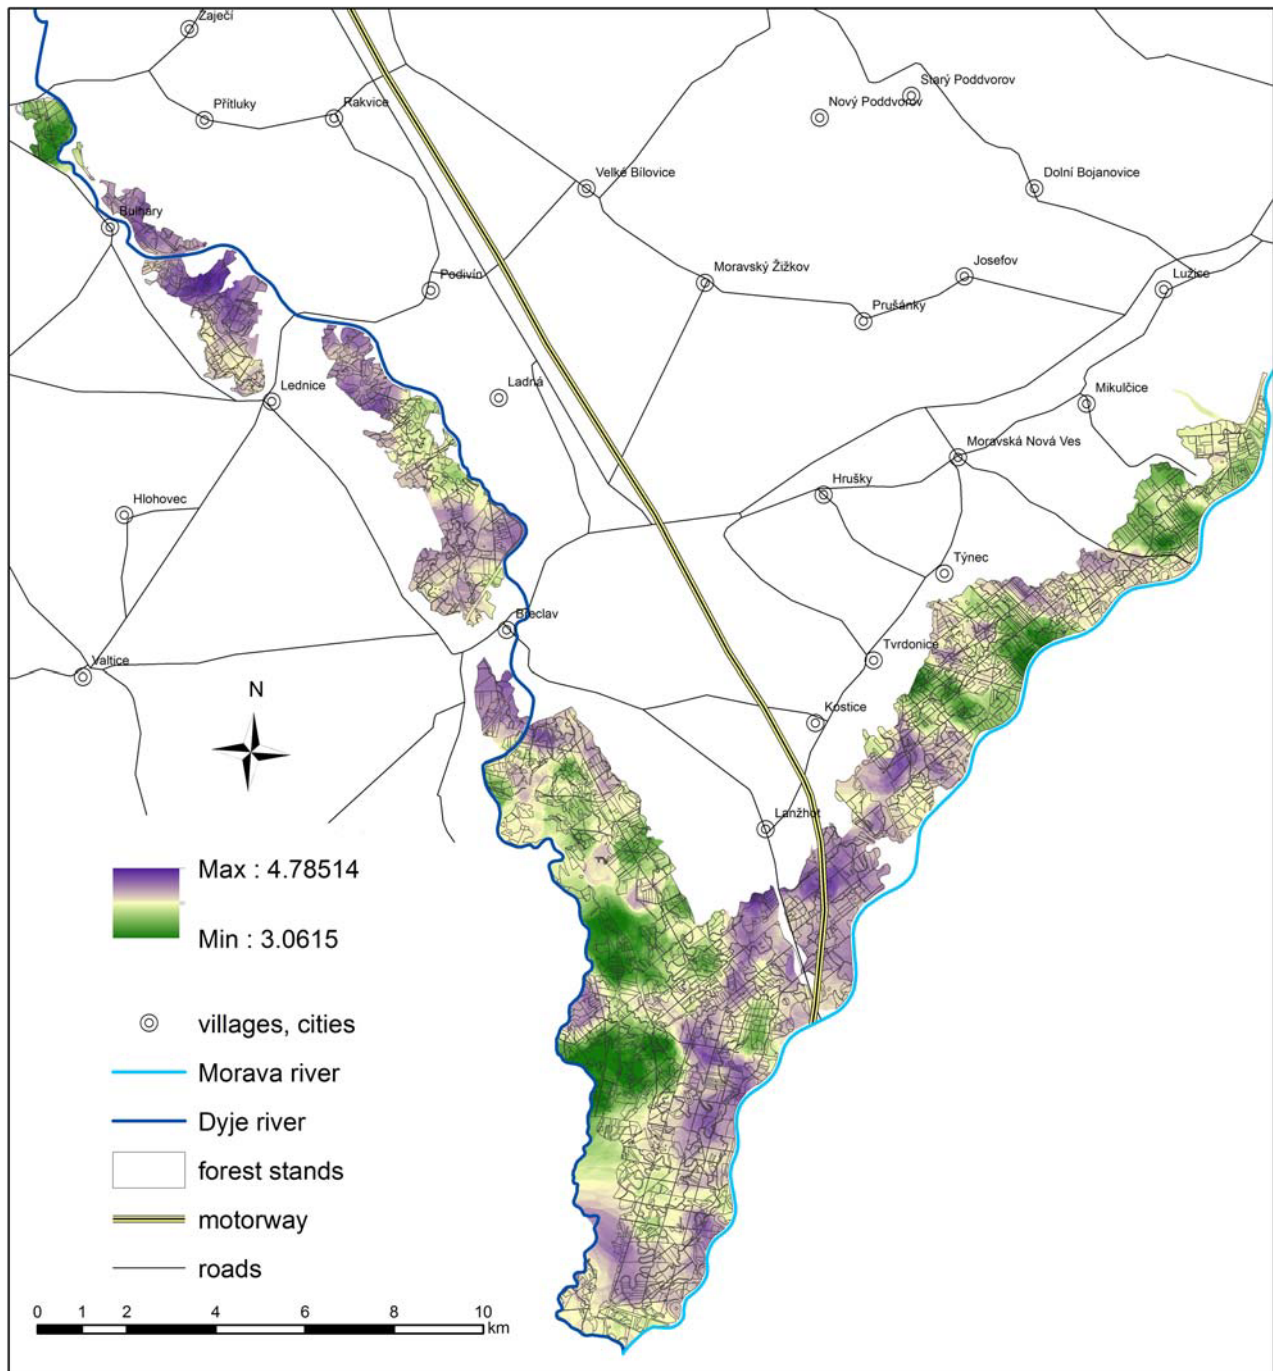 Zaječí
Přítluky
Rakvice
Starý Poddvorov
Nový Poddvorov
Velké Bílovice
Dolní Bojanovice
Bulhary
Podivín
Moravský Žižkov
Josefov
Lužice
Prušánky
Lednice
Ladná
Mikulčice
Moravská Nová Ves
Hlohovec
Hrušky
Týnec
Břeclav
Tvrdonice
Valtice
N
Kostice
Lanžhot
Max : 4.78514
Min : 3.0615
villages, cities
Morava river
Dyje river
forest stands
motorway
roads
0 1 2 4 6 8 10
km